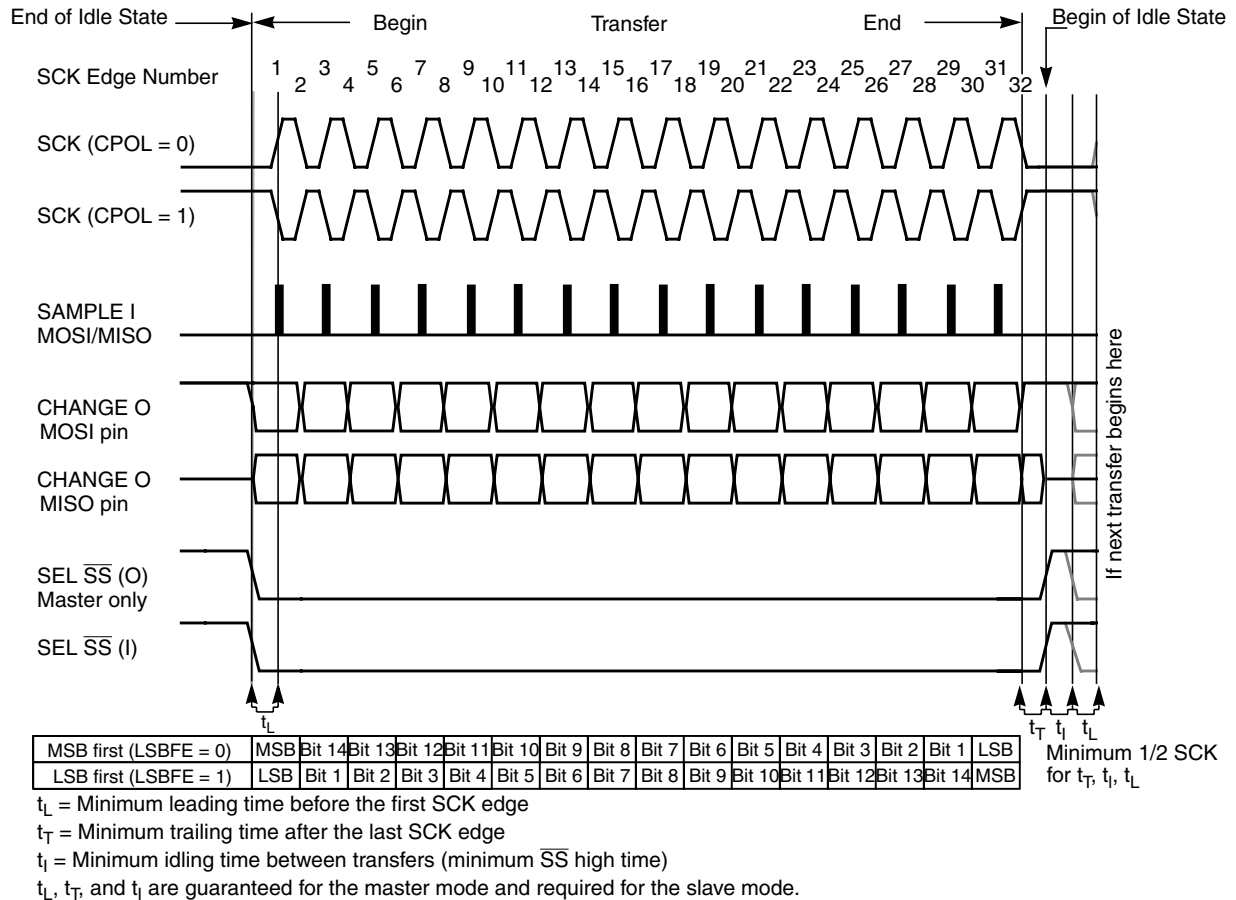 End of Idle State
Begin
Transfer
End
Begin of Idle State
SCK Edge Number
1 2 3 4 5 6 7 8 9 10 11 12 13 14 15 16 17 18 19 20 21 22 23 24 25 26 27 28 29 30 31 32
SCK (CPOL = 0)
SCK (CPOL = 1)
SAMPLE I
MOSI/MISO
CHANGE O
MOSI pin
CHANGE O
MISO pin
SEL S̅S̅ (O)
Master only
SEL S̅S̅ (I)
If next transfer begins here
tL
tT tI tL
MSB first (LSBFE = 0) MSB Bit 14 Bit 13 Bit 12 Bit 11 Bit 10 Bit 9 Bit 8 Bit 7 Bit 6 Bit 5 Bit 4 Bit 3 Bit 2 Bit 1 LSB
LSB first (LSBFE = 1) LSB Bit 1 Bit 2 Bit 3 Bit 4 Bit 5 Bit 6 Bit 7 Bit 8 Bit 9 Bit 10 Bit 11 Bit 12 Bit 13 Bit 14 MSB
Minimum 1/2 SCK
for tT, tI, tL
tL = Minimum leading time before the first SCK edge
tT = Minimum trailing time after the last SCK edge
tI = Minimum idling time between transfers (minimum S̅S̅ high time)
tL, tT, and tI are guaranteed for the master mode and required for the slave mode.